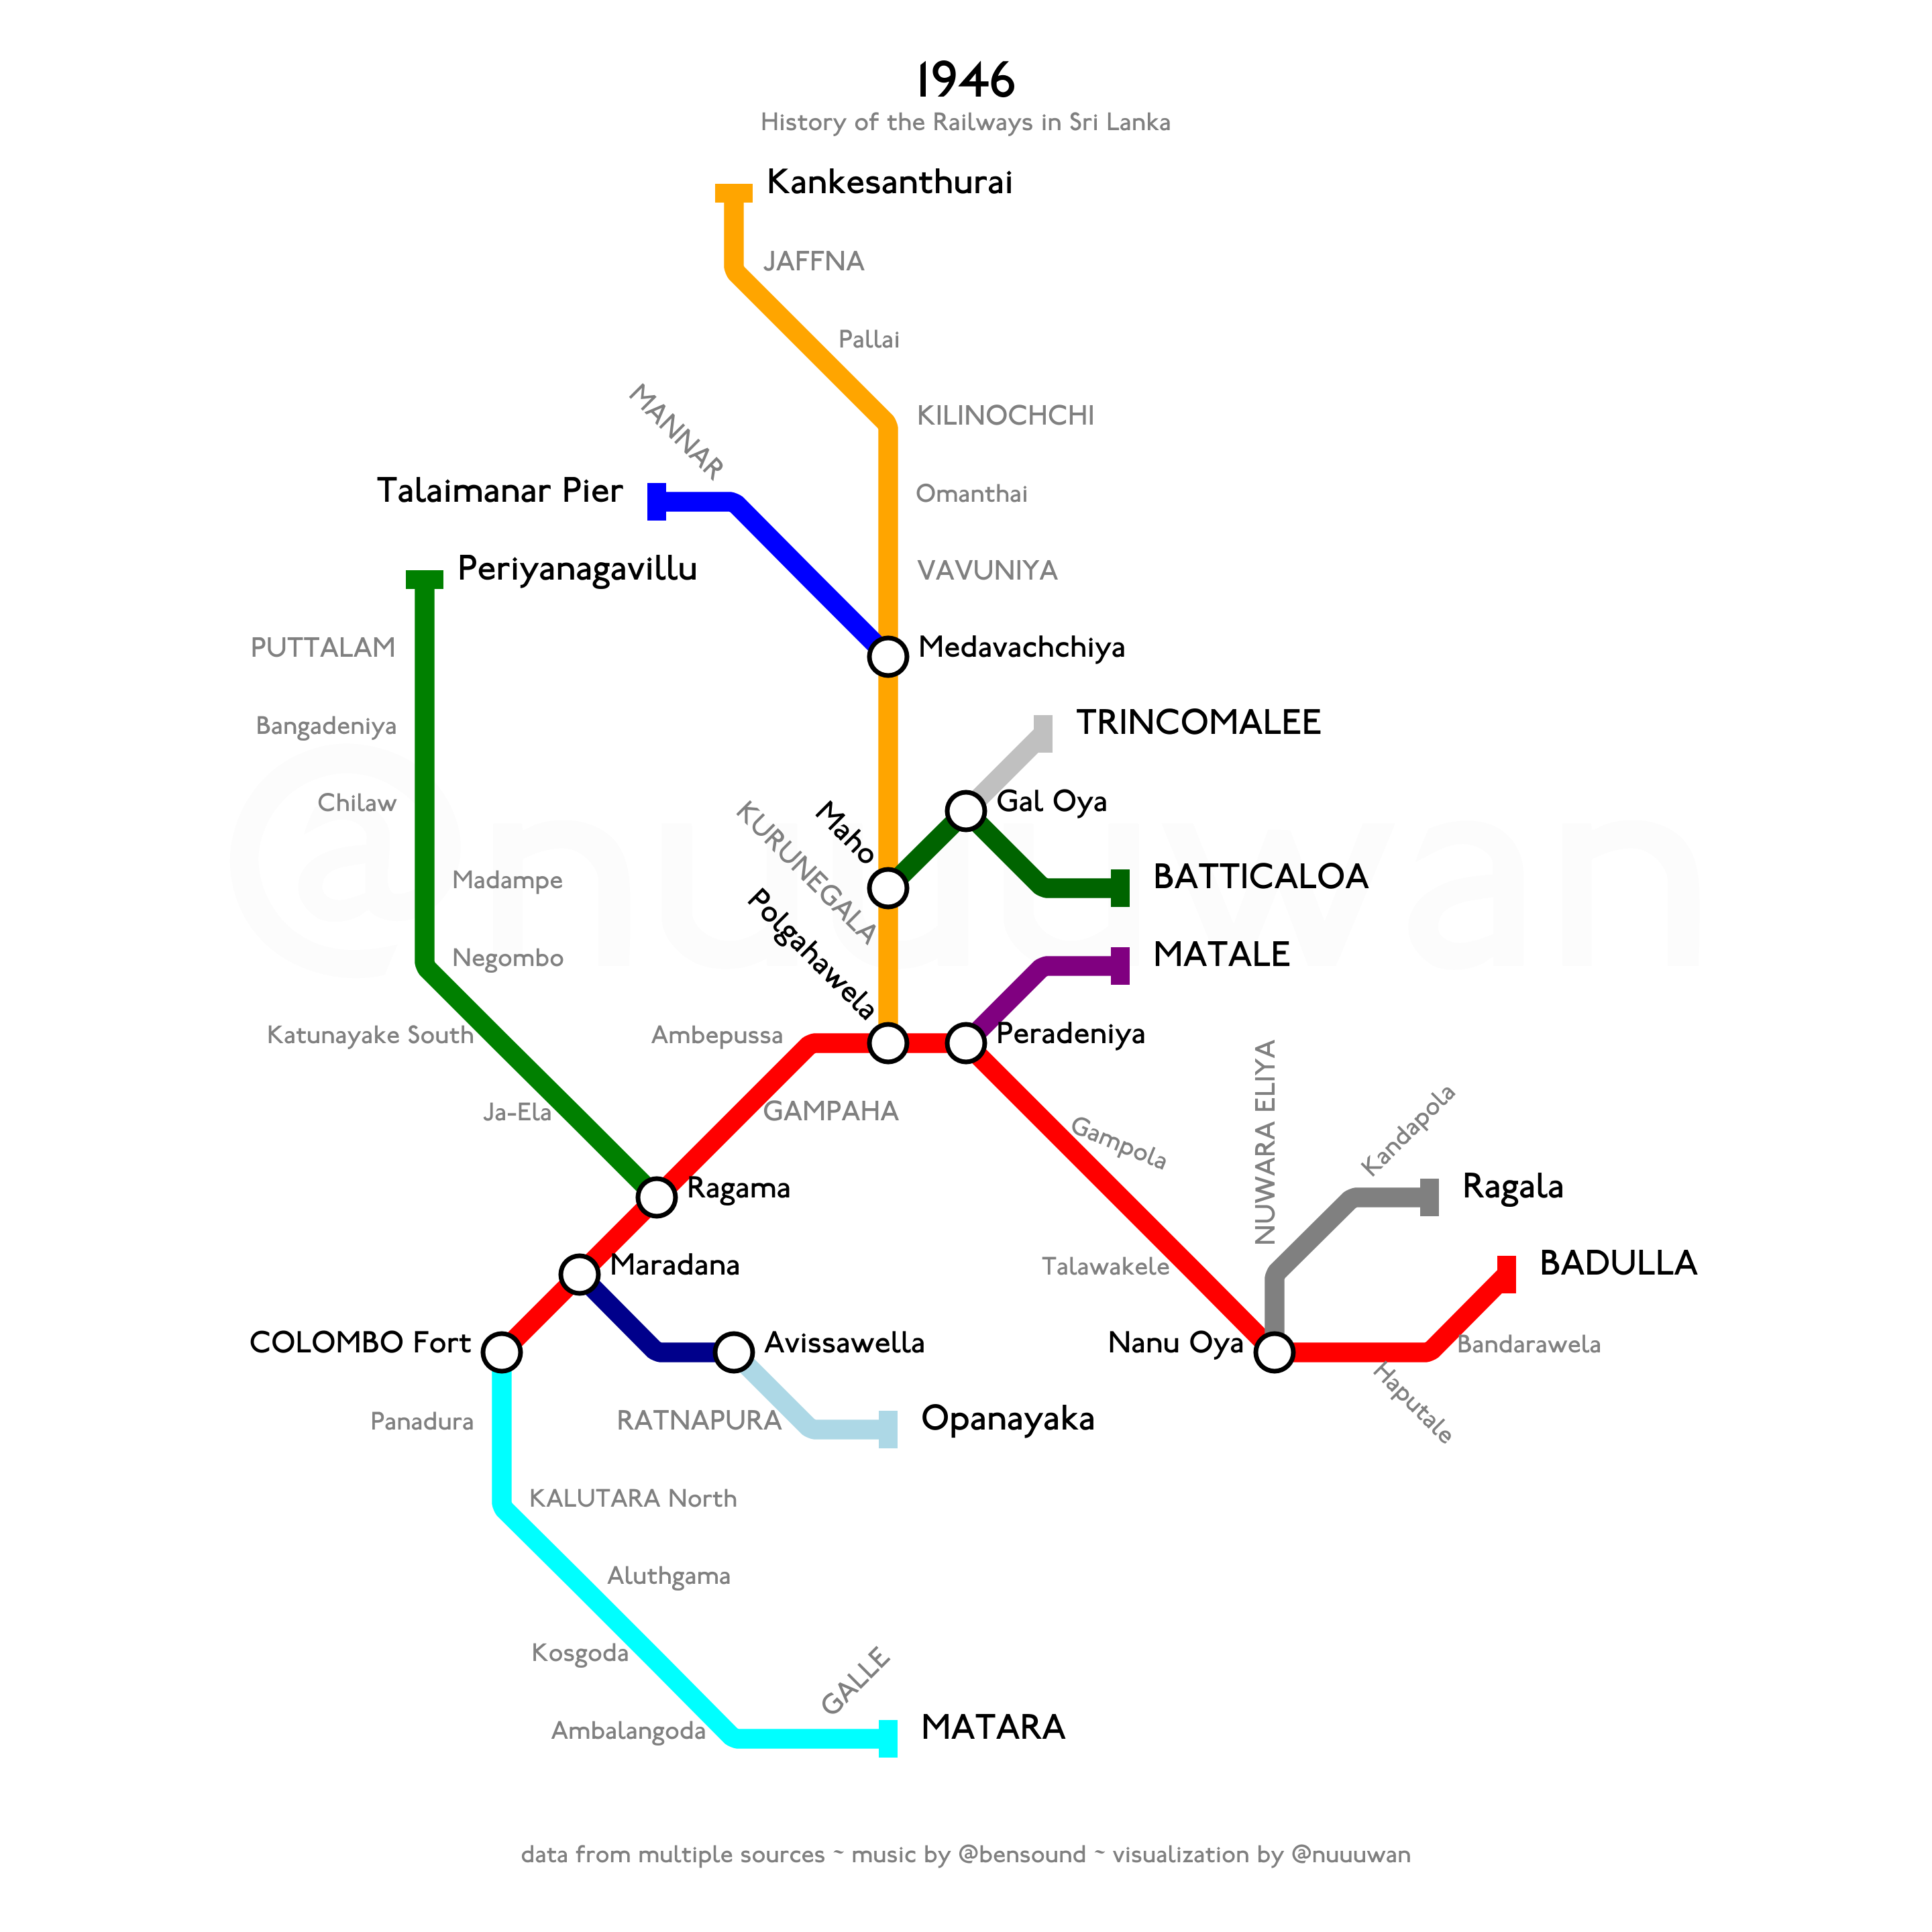 1946
History of the Railways in Sri Lanka
Kankesanthurai
JAFFNA
Pallai
MANNAR
KILINOCHCHI
Talaimanar Pier
Omanthai
Periyanagavillu
VAVUNIYA
PUTTALAM
Medavachchiya
Bangadeniya
TRINCOMALEE
Chilaw
Maho
Gal Oya
KURUNEGALA
Madampe
BATTICALOA
@nuuuwan
Polgahawela
Negombo
MATALE
Katunayake South
Ambepussa
Peradeniya
Ja-Ela
GAMPAHA
Gampola
NUWARA ELIYA
Kandapola
Ragama
Ragala
Maradana
Talawakele
BADULLA
COLOMBO Fort
Avissawella
Nanu Oya
Bandarawela
Haputale
Panadura
RATNAPURA
Opanayaka
KALUTARA North
Aluthgama
Kosgoda
GALLE
Ambalangoda
MATARA
data from multiple sources ~ music by @bensound ~ visualization by @nuuuwan